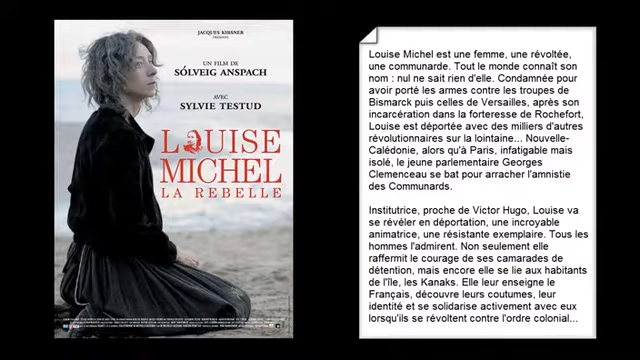 JACQUES KIRSNER
UN FILM DE
SÓLVEIG ANSPACH
AVEC
SYLVIE TESTUD
LOUISE
MICHEL
LA REBELLE
Louise Michel est une femme, une révoltée,
une communarde. Tout le monde connaît son
nom : nul ne sait rien d'elle. Condamnée pour
avoir porté les armes contre les troupes de
Bismarck puis celles de Versailles, après son
incarcération dans la forteresse de Rochefort,
Louise est déportée avec des milliers d'autres
révolutionnaires sur la lointaine... Nouvelle-
Calédonie, alors qu'à Paris, infatigable mais
isolé, le jeune parlementaire Georges
Clemenceau se bat pour arracher l'amnistie
des Communards.
Institutrice, proche de Victor Hugo, Louise va
se révéler en déportation, une incroyable
animatrice, une résistante exemplaire. Tous les
hommes l'admirent. Non seulement elle
raffermit le courage de ses camarades de
détention, mais encore elle se lie aux habitants
de l'île, les Kanaks. Elle leur enseigne le
Français, découvre leurs coutumes, leur
identité et se solidarise activement avec eux
lorsqu'ils se révoltent contre l'ordre colonial...